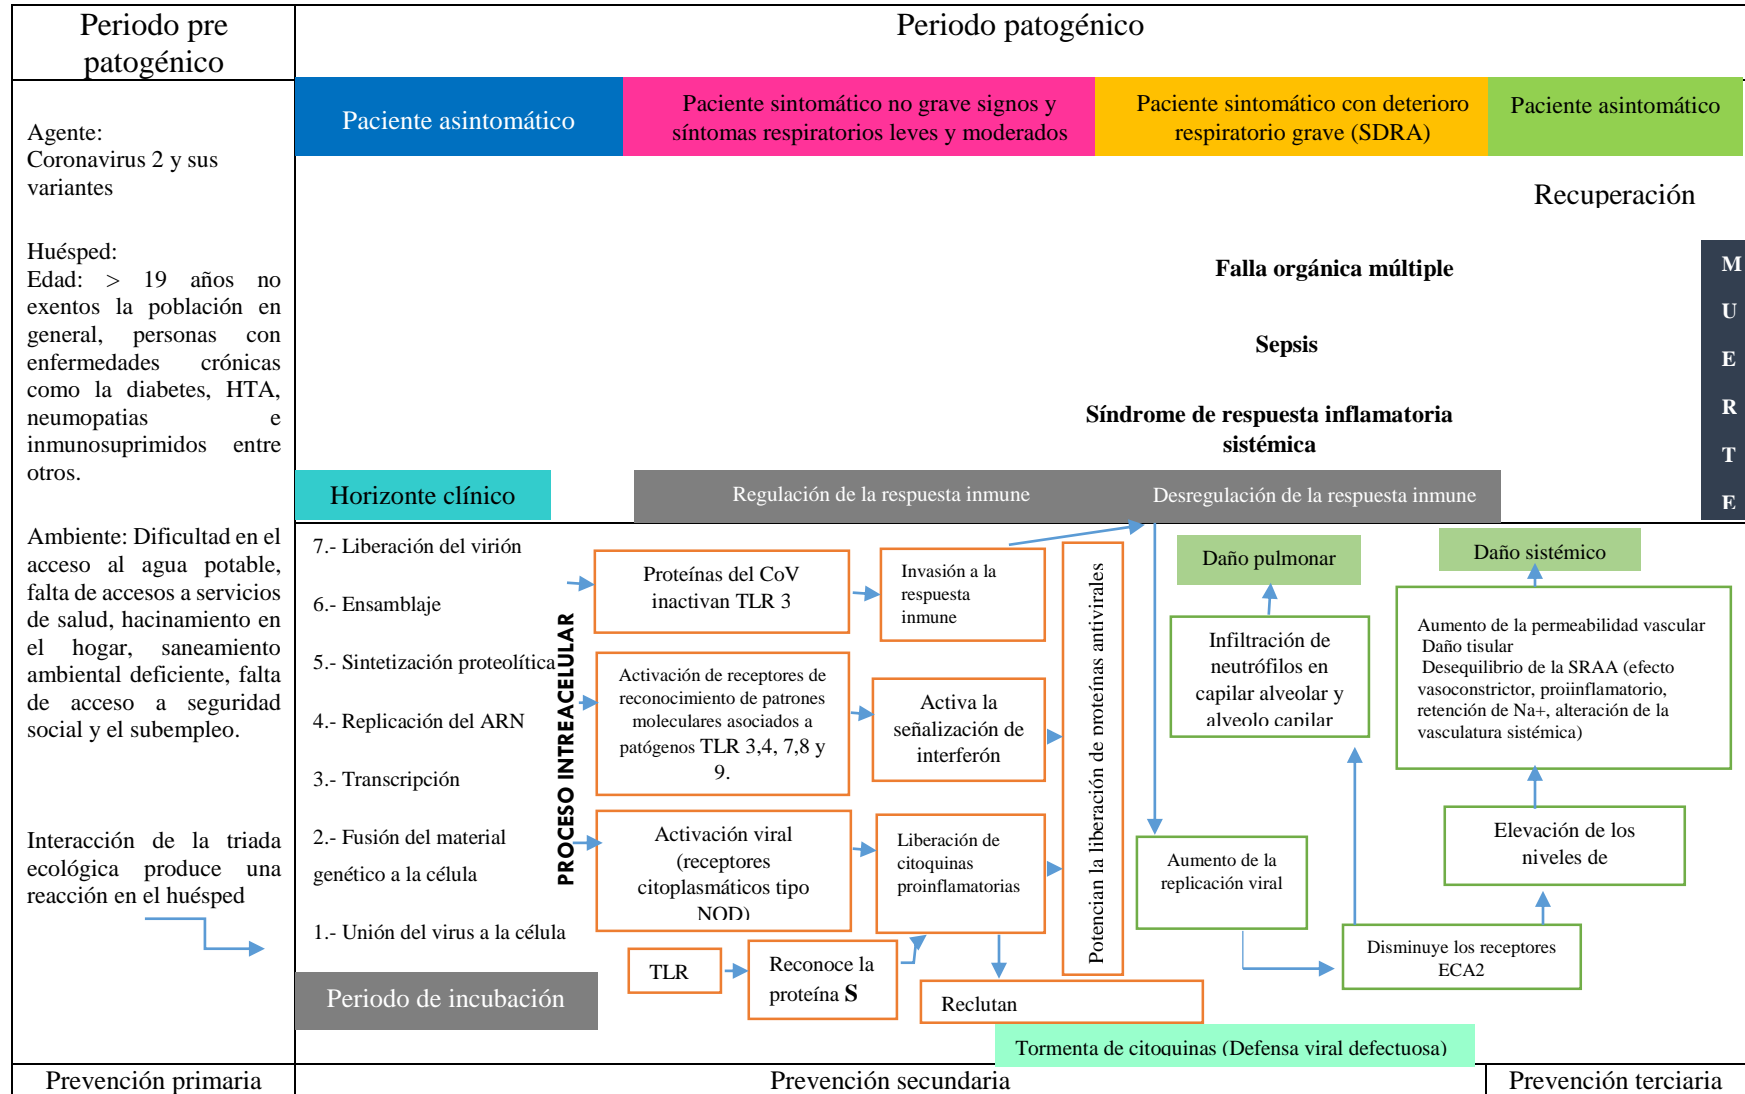 Periodo pre
patogénico
Periodo patogénico
Agente:
Coronavirus 2 y sus
variantes
Huésped:
Edad: > 19 años no
exentos la población en
general, personas con
enfermedades crónicas
como la diabetes, HTA,
neumopatias e
inmunosuprimidos entre
otros.
Ambiente: Dificultad en el
acceso al agua potable,
falta de accesos a servicios
de salud, hacinamiento en
el hogar, saneamiento
ambiental deficiente, falta
de acceso a seguridad
social y el subempleo.
Interacción de la triada
ecológica produce una
reacción en el huésped
Paciente asintomático
Paciente sintomático no grave signos y
síntomas respiratorios leves y moderados
Paciente sintomático con deterioro
respiratorio grave (SDRA)
Paciente asintomático
Recuperación
Falla orgánica múltiple
Sepsis
Síndrome de respuesta inflamatoria
sistémica
M
U
E
R
T
E
Horizonte clínico
Regulación de la respuesta inmune
Desregulación de la respuesta inmune
7.- Liberación del virión
6.- Ensamblaje
5.- Sintetización proteolítica
4.- Replicación del ARN
3.- Transcripción
2.- Fusión del material
genético a la célula
1.- Unión del virus a la célula
Periodo de incubación
PROCESO INTREACELULAR
Proteínas del CoV
inactivan TLR 3
Invasión a la
respuesta
inmune
Activación de receptores de
reconocimiento de patrones
moleculares asociados a
patógenos TLR 3,4, 7,8 y
9.
Activa la
señalización de
interferón
Activación viral
(receptores
citoplasmáticos tipo
NOD)
Liberación de
citoquinas
proinflamatorias
TLR
Reconoce la
proteína S
Reclutan
Potencian la liberación de proteínas antivirales
Tormenta de citoquinas (Defensa viral defectuosa)
Daño pulmonar
Infiltración de
neutrófilos en
capilar alveolar y
alveolo capilar
Aumento de la
replicación viral
Daño sistémico
Aumento de la permeabilidad vascular
Daño tisular
Desequilibrio de la SRAA (efecto
vasoconstrictor, proiinflamatorio,
retención de Na+, alteración de la
vasculatura sistémica)
Elevación de los
niveles de
Disminuye los receptores
ECA2
Prevención primaria
Prevención secundaria
Prevención terciaria